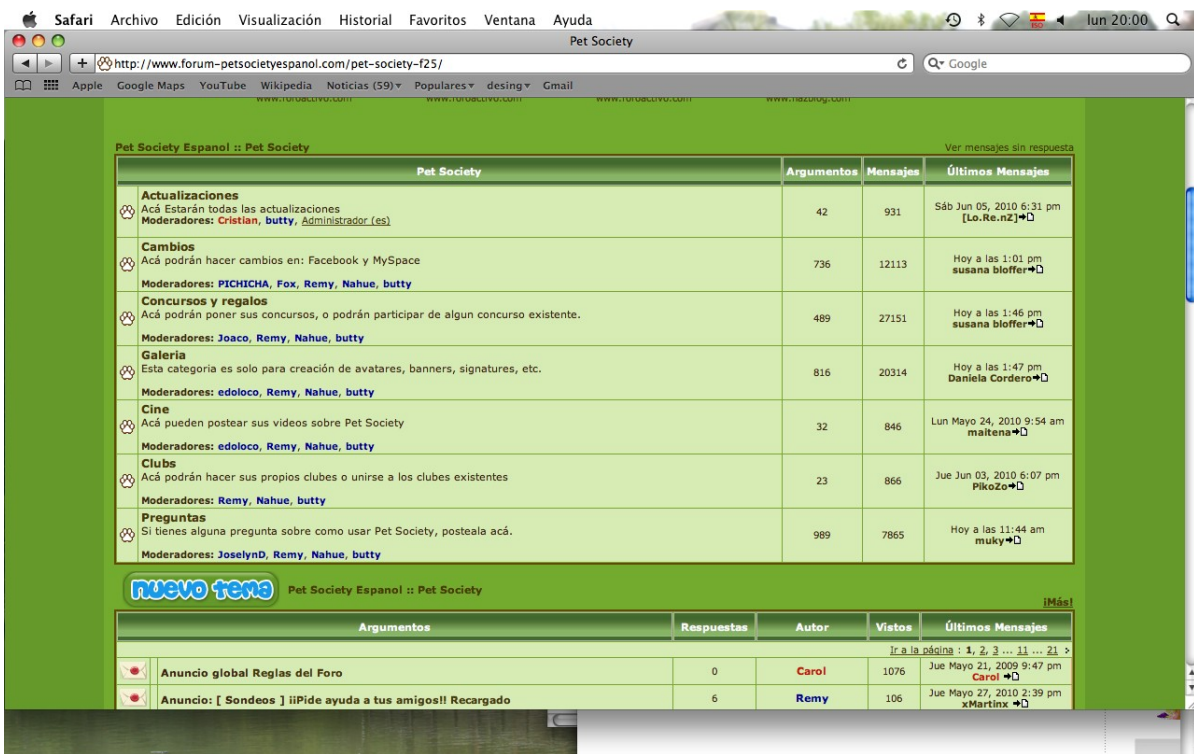 Safari Archivo Edición Visualización Historial Favoritos Ventana Ayuda lun 20:00
Pet Society
http://www.forum-petsocietyespanol.com/pet-society-f25/ Google
Apple Google Maps YouTube Wikipedia Noticias (59) Populares desing Gmail
www.foroactivo.com www.foroactivo.com www.foroactivo.com
Pet Society Espanol :: Pet Society Ver mensajes sin respuesta
Pet Society Argumentos Mensajes Últimos Mensajes
Actualizaciones
Acá Estarán todas las actualizaciones
Moderadores: Cristian, butty, Administrador (es)
42 931 Sáb Jun 05, 2010 6:31 pm
[Lo.Re.nZ]
Cambios
Acá podrán hacer cambios en: Facebook y MySpace
Moderadores: PICHICHA, Fox, Remy, Nahue, butty
736 12113 Hoy a las 1:01 pm
susana bloffer
Concursos y regalos
Acá podrán poner sus concursos, o podrán participar de algun concurso existente.
Moderadores: Joaco, Remy, Nahue, butty
489 27151 Hoy a las 1:46 pm
susana bloffer
Galeria
Esta categoria es solo para creación de avatares, banners, signatures, etc.
Moderadores: edoloco, Remy, Nahue, butty
816 20314 Hoy a las 1:47 pm
Daniela Cordero
Cine
Acá pueden postear sus videos sobre Pet Society
Moderadores: edoloco, Remy, Nahue, butty
32 846 Lun Mayo 24, 2010 9:54 am
maitena
Clubs
Acá podrán hacer sus propios clubes o unirse a los clubes existentes
Moderadores: Remy, Nahue, butty
23 866 Jue Jun 03, 2010 6:07 pm
PikoZo
Preguntas
Si tienes alguna pregunta sobre como usar Pet Society, posteala acá.
Moderadores: JoselynD, Remy, Nahue, butty
989 7865 Hoy a las 11:44 am
muky
nuevo tema Pet Society Espanol :: Pet Society
¡Más!
Argumentos Respuestas Autor Vistos Últimos Mensajes
Ir a la página : 1, 2, 3 ... 11 ... 21 >
Anuncio global Reglas del Foro 0 Carol 1076 Jue Mayo 21, 2009 9:47 pm
Carol
Anuncio: [ Sondeos ] ¡¡Pide ayuda a tus amigos!! Recargado 6 Remy 106 Jue Mayo 27, 2010 2:39 pm
xMartinx